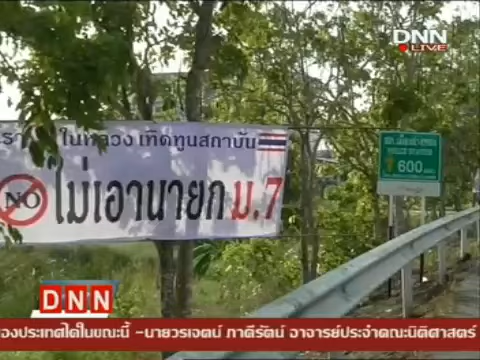 DNN
LIVE
ในหลวง เทิดทูนสถาบัน
NO ไม่เอานายก ม.7
600
DNN
องประเทศได้ในขณะนี้ -นายวรเจตน์ ภาคีรัตน์ อาจารย์ประจำคณะนิติศาสตร์